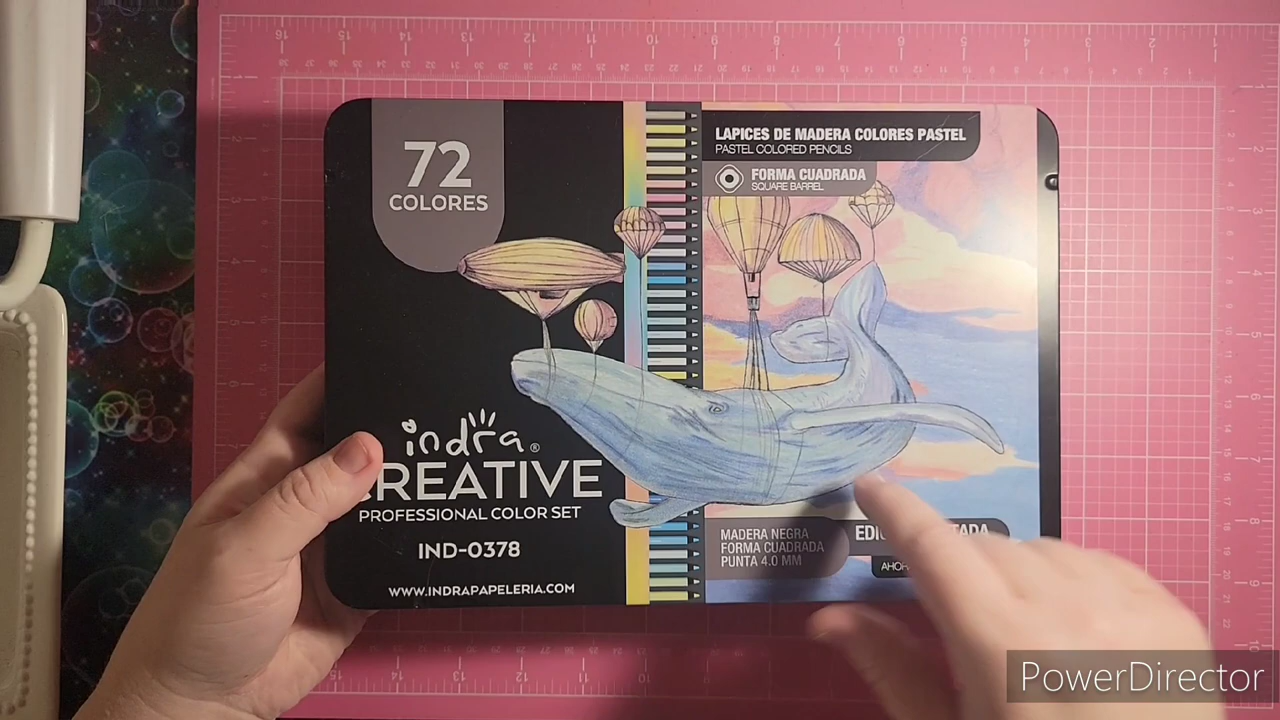 72
COLORES
LAPICES DE MADERA COLORES PASTEL
PASTEL COLORED PENCILS
FORMA CUADRADA
SQUARE BARREL
indra®
CREATIVE
PROFESSIONAL COLOR SET
IND-0378
WWW.INDRAPAPELERIA.COM
MADERA NEGRA
FORMA CUADRADA
PUNTA 4.0 MM
PowerDirector